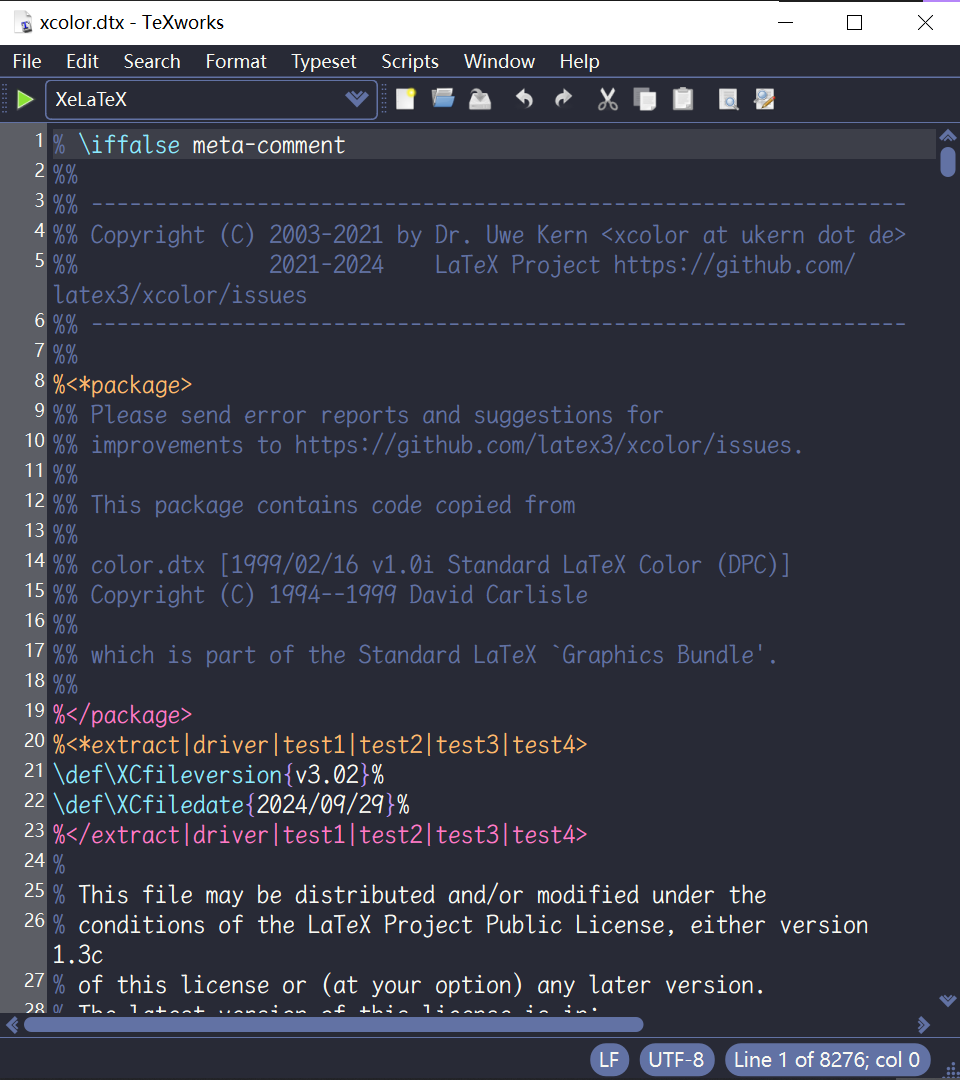 xcolor.dtx - TeXworks
File Edit Search Format Typeset Scripts Window Help
XeLaTeX
1 % \iffalse meta-comment
2 %%
3 %% ----------------------------------------------------------------
4 %% Copyright (C) 2003-2021 by Dr. Uwe Kern <xcolor at ukern dot de>
5 %%               2021-2024    LaTeX Project https://github.com/
latex3/xcolor/issues
6 %% ----------------------------------------------------------------
7 %%
8 %<*package>
9 %% Please send error reports and suggestions for
10 %% improvements to https://github.com/latex3/xcolor/issues.
11 %%
12 %% This package contains code copied from
13 %%
14 %% color.dtx [1999/02/16 v1.0i Standard LaTeX Color (DPC)]
15 %% Copyright (C) 1994--1999 David Carlisle
16 %%
17 %% which is part of the Standard LaTeX `Graphics Bundle'.
18 %%
19 %</package>
20 %<*extract|driver|test1|test2|test3|test4>
21 \def\XCfileversion{v3.02}%
22 \def\XCfiledate{2024/09/29}%
23 %</extract|driver|test1|test2|test3|test4>
24 %
25 % This file may be distributed and/or modified under the
26 % conditions of the LaTeX Project Public License, either version
1.3c
27 % of this license or (at your option) any later version.
28 % The latest version of this license is in:
LF UTF-8 Line 1 of 8276; col 0